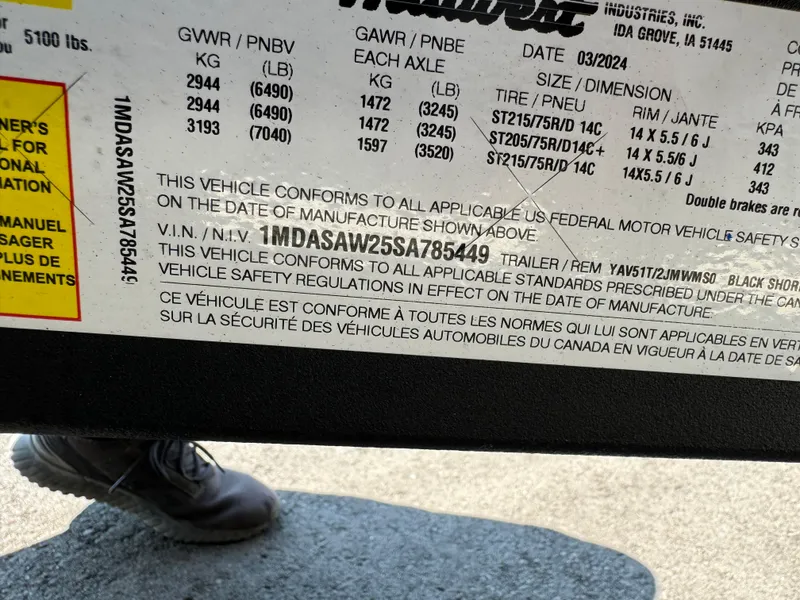 INDUSTRIES, INC.
IDA GROVE, IA 51445
5100 lbs.
GVWR / PNBV
KG (LB)
2944 (6490)
2944 (6490)
3193 (7040)
GAWR / PNBE
EACH AXLE
KG (LB)
1472 (3245)
1472 (3245)
1597 (3520)
DATE 03/2024
SIZE / DIMENSION
TIRE / PNEU RIM / JANTE
ST215/75R/D 14C 14 X 5.5 / 6 J
ST205/75R/D14C+ 14 X 5.5/6 J
ST215/75R/D 14C 14X5.5 / 6 J
KPA
343
412
343
Double brakes are r
THIS VEHICLE CONFORMS TO ALL APPLICABLE US FEDERAL MOTOR VEHICLE SAFETY S
ON THE DATE OF MANUFACTURE SHOWN ABOVE.
V.I.N. / N.I.V. 1MDASAW25SA785449 TRAILER / REM YAV51T/2JMWMS0 BLACK SHOR
THIS VEHICLE CONFORMS TO ALL APPLICABLE STANDARDS PRESCRIBED UNDER THE CAN
VEHICLE SAFETY REGULATIONS IN EFFECT ON THE DATE OF MANUFACTURE.
CE VÉHICULE EST CONFORME À TOUTES LES NORMES QUI LUI SONT APPLICABLES EN VERT
SUR LA SÉCURITÉ DES VÉHICULES AUTOMOBILES DU CANADA EN VIGUEUR À LA DATE DE SA
1MDASAW25SA785449
NER'S
L FOR
ONAL
MATION
MANUEL
SAGER
PLUS DE
GNEMENTS